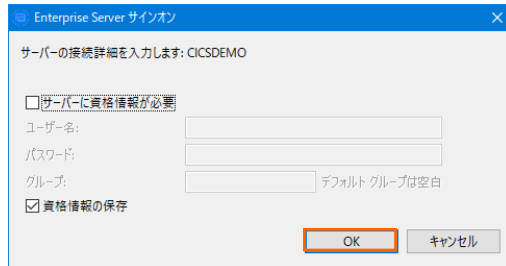 Enterprise Server サインオン
サーバーの接続詳細を入力します: CICSDEMO
サーバーに資格情報が必要
ユーザー名:
パスワード:
グループ: デフォルト グループは空白
資格情報の保存
OK キャンセル